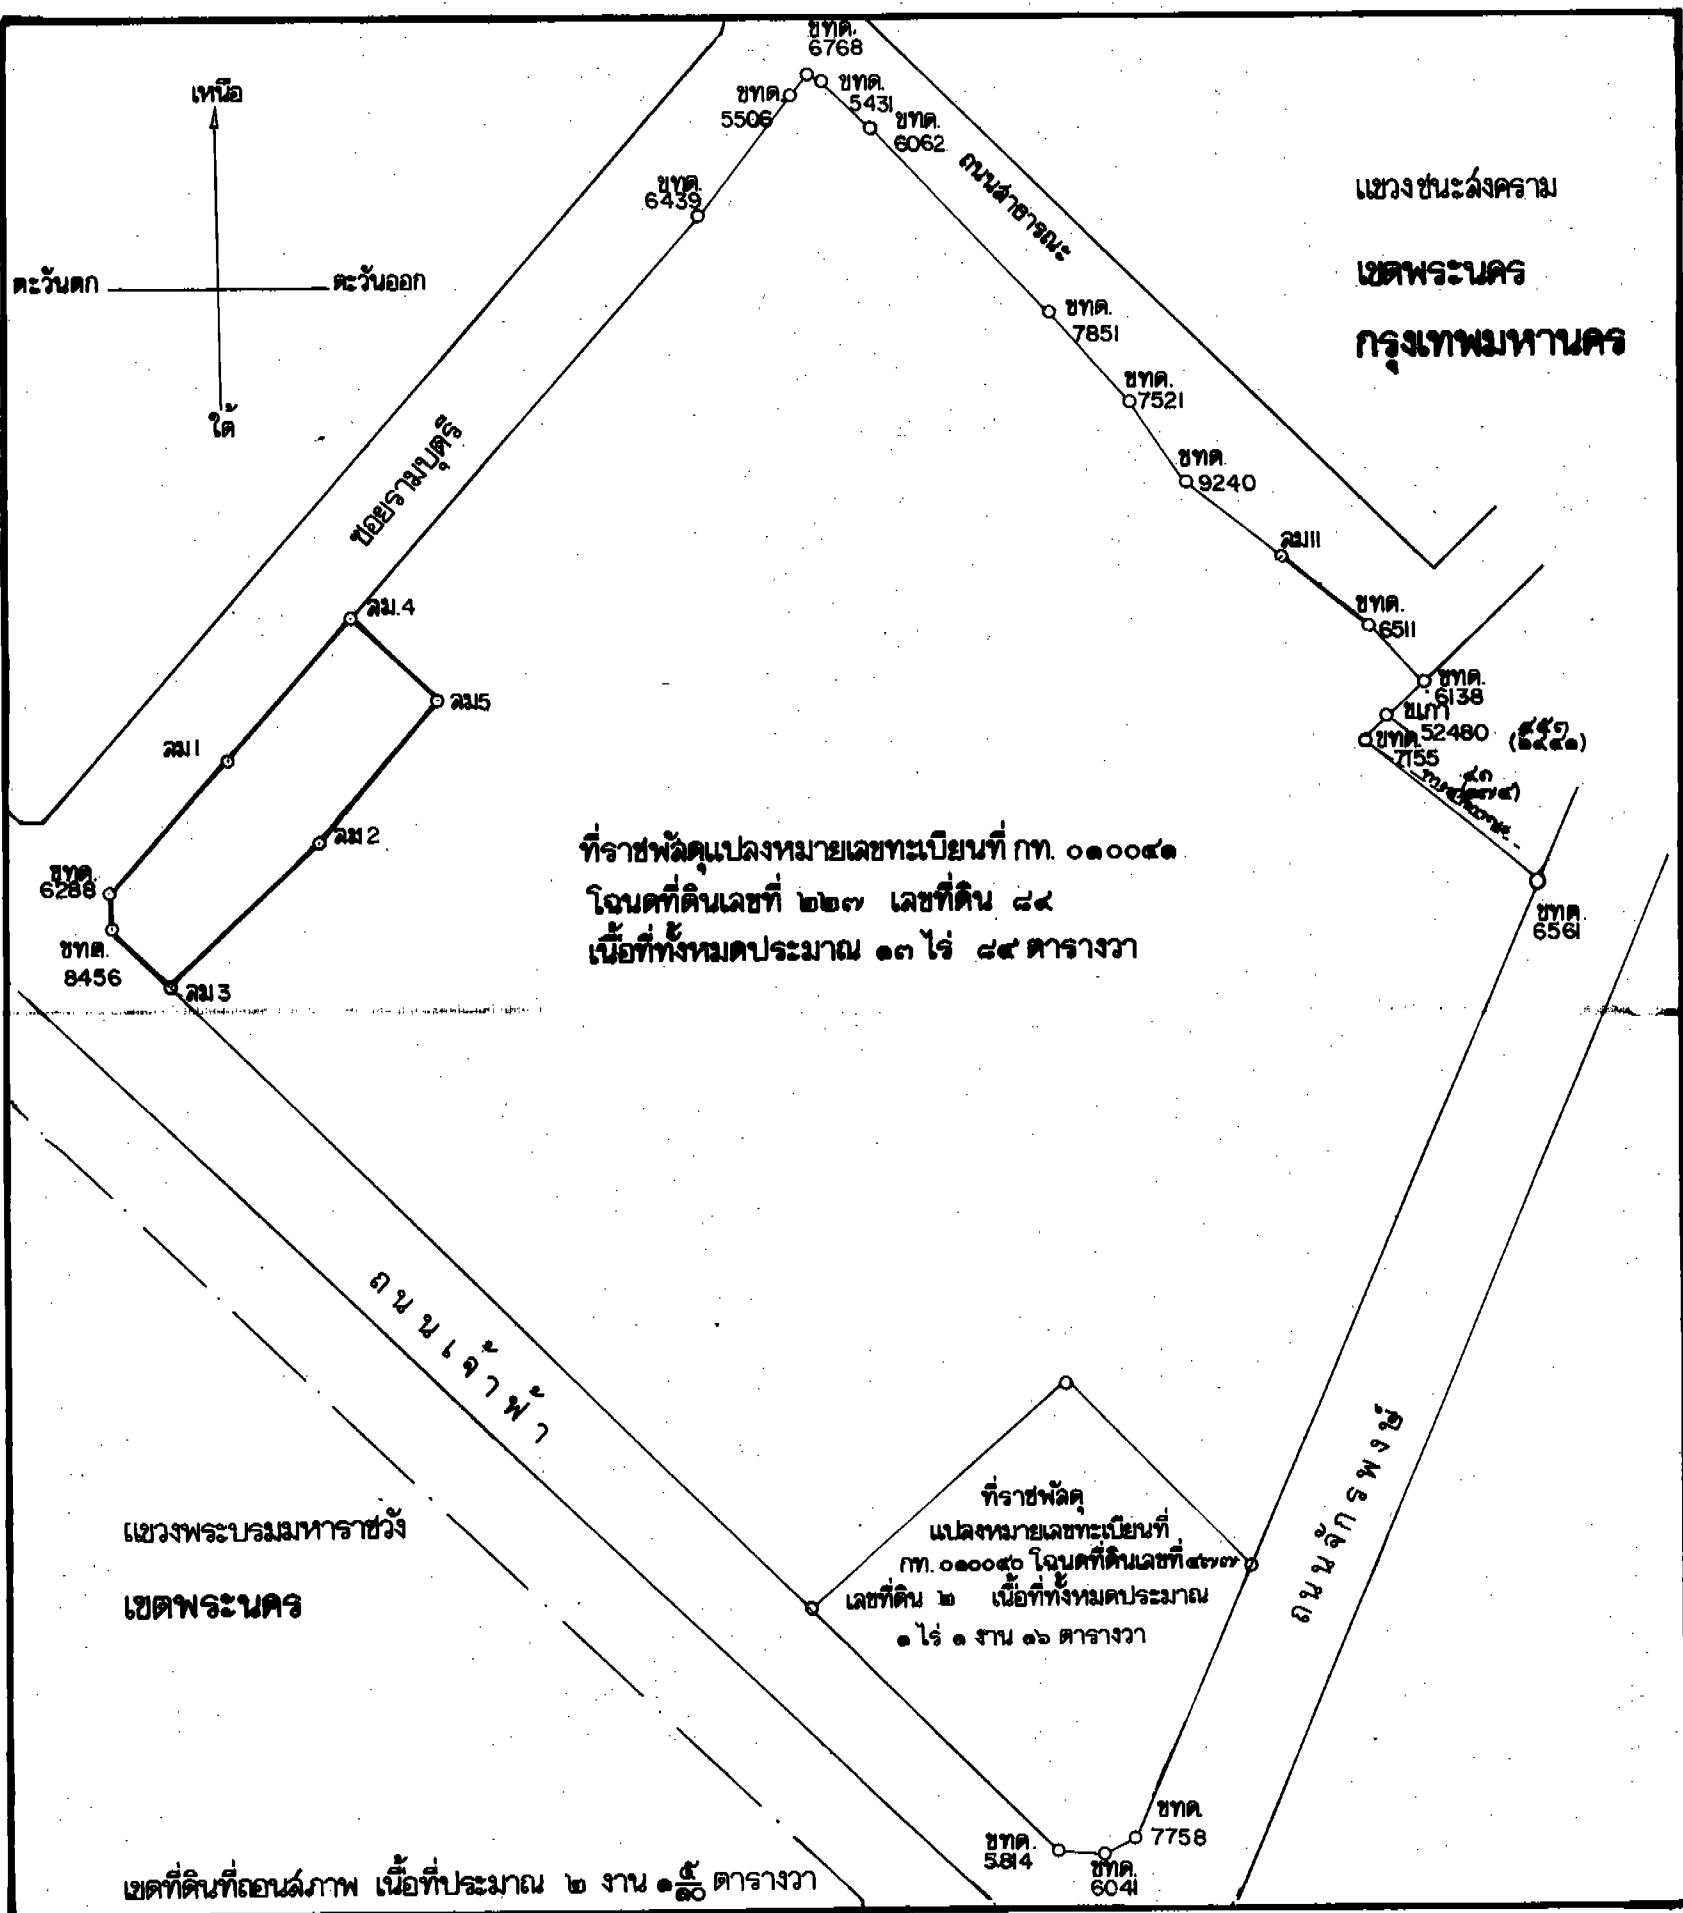 ขทด.
6768
เหนือ
ขทด.
5506
ขทด.
5431
ขทด.
6062
ถนนสาธารณะ
แขวงชนะสงคราม
ขทด.
6439
เขตพระนคร
ตะวันตก
ตะวันออก
กรุงเทพมหานคร
ขทด.
7851
ขทด.
7521
ใต้
ซอยรามบุตรี
ขทด.
9240
ลม11
ลม.4
ขทด.
6511
ลม5
ขทด.
6138
ข.เก่า
52480
ขทด.
7155
ลม1
ลม2
ที่ราชพัสดุแปลงหมายเลขทะเบียนที่ กท. ๐๑๐๐๔๑
โฉนดที่ดินเลขที่ ๒๒๗ เลขที่ดิน ๘๔
เนื้อที่ทั้งหมดประมาณ ๑๓ ไร่ ๘๙ ตารางวา
ขทด.
6288
ขทด.
8456
ลม3
ขทด.
6561
ถนนเจ้าฟ้า
ถนนจักรพงษ์
ที่ราชพัสดุ
แปลงหมายเลขทะเบียนที่
กท. ๐๑๐๐๔๐ โฉนดที่ดินเลขที่
เลขที่ดิน ๒ เนื้อที่ทั้งหมดประมาณ
๑ ไร่ ๑ งาน ๑๖ ตารางวา
แขวงพระบรมมหาราชวัง
เขตพระนคร
ขทด.
7758
ขทด.
5814
ขทด.
6041
เขตที่ดินที่ถอนสภาพ เนื้อที่ประมาณ ๒ งาน ๑ ๕/๑๐ ตารางวา